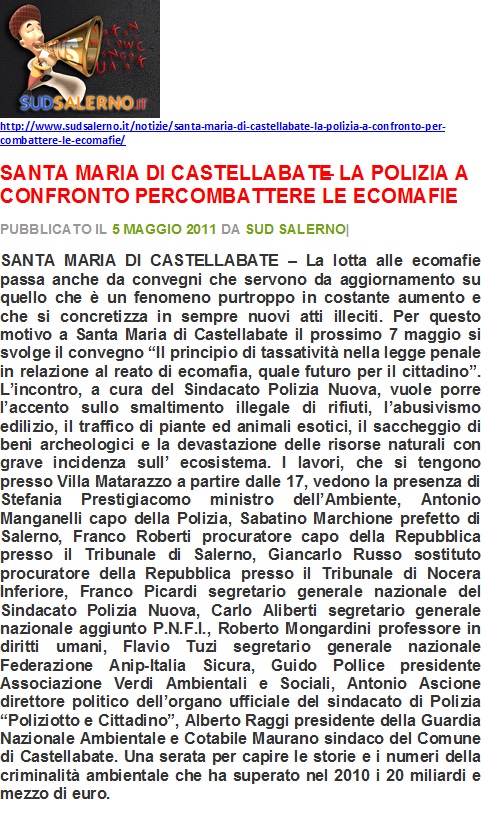 SUDSALERNO.IT
http://www.sudsalerno.it/notizie/santa-maria-di-castellabate-la-polizia-a-confronto-per-
combattere-le-ecomafie/
SANTA MARIA DI CASTELLABATE– LA POLIZIA A
CONFRONTO PERCOMBATTERE LE ECOMAFIE
PUBBLICATO IL 5 MAGGIO 2011 DA SUD SALERNO|
SANTA MARIA DI CASTELLABATE – La lotta alle ecomafie
passa anche da convegni che servono da aggiornamento su
quello che è un fenomeno purtroppo in costante aumento e
che si concretizza in sempre nuovi atti illeciti. Per questo
motivo a Santa Maria di Castellabate il prossimo 7 maggio si
svolge il convegno “Il principio di tassatività nella legge penale
in relazione al reato di ecomafia, quale futuro per il cittadino”.
L’incontro, a cura del Sindacato Polizia Nuova, vuole porre
l’accento sullo smaltimento illegale di rifiuti, l’abusivismo
edilizio, il traffico di piante ed animali esotici, il saccheggio di
beni archeologici e la devastazione delle risorse naturali con
grave incidenza sull’ ecosistema. I lavori, che si tengono
presso Villa Matarazzo a partire dalle 17, vedono la presenza di
Stefania Prestigiacomo ministro dell’Ambiente, Antonio
Manganelli capo della Polizia, Sabatino Marchione prefetto di
Salerno, Franco Roberti procuratore capo della Repubblica
presso il Tribunale di Salerno, Giancarlo Russo sostituto
procuratore della Repubblica presso il Tribunale di Nocera
Inferiore, Franco Picardi segretario generale nazionale del
Sindacato Polizia Nuova, Carlo Aliberti segretario generale
nazionale aggiunto P.N.F.I., Roberto Mongardini professore in
diritti umani, Flavio Tuzi segretario generale nazionale
Federazione Anip-Italia Sicura, Guido Pollice presidente
Associazione Verdi Ambientali e Sociali, Antonio Ascione
direttore politico dell’organo ufficiale del sindacato di Polizia
“Poliziotto e Cittadino”, Alberto Raggi presidente della Guardia
Nazionale Ambientale e Cotabile Maurano sindaco del Comune
di Castellabate. Una serata per capire le storie e i numeri della
criminalità ambientale che ha superato nel 2010 i 20 miliardi e
mezzo di euro.